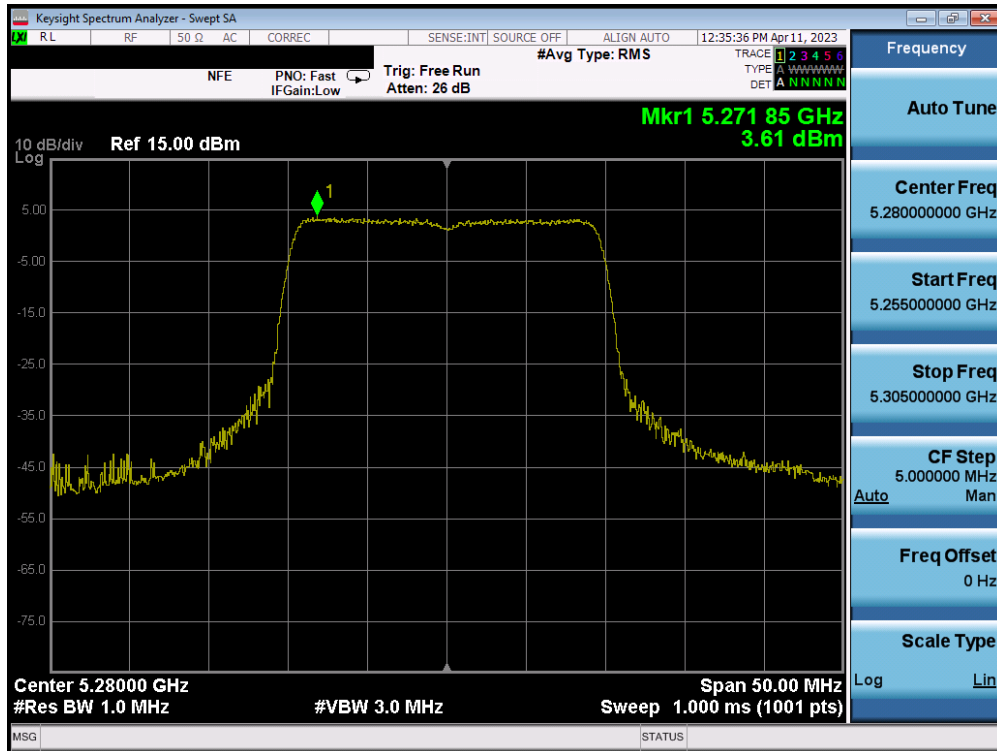 Keysight Spectrum Analyzer - Swept SA
LXI RL RF 50 Ω AC CORREC SENSE:INT SOURCE OFF ALIGN AUTO 12:35:36 PM Apr 11, 2023
#Avg Type: RMS TRACE 1 2 3 4 5 6
NFE PNO: Fast Trig: Free Run TYPE A WWWWW
IFGain:Low Atten: 26 dB DET A N N N N N
Mkr1 5.271 85 GHz
3.61 dBm
10 dB/div Ref 15.00 dBm
Log
1
5.00
-5.00
-15.0
-25.0
-35.0
-45.0
-55.0
-65.0
-75.0
Center 5.28000 GHz Span 50.00 MHz
#Res BW 1.0 MHz #VBW 3.0 MHz Sweep 1.000 ms (1001 pts)
MSG STATUS
Frequency
Auto Tune
Center Freq
5.280000000 GHz
Start Freq
5.255000000 GHz
Stop Freq
5.305000000 GHz
CF Step
5.000000 MHz
Auto Man
Freq Offset
0 Hz
Scale Type
Log Lin